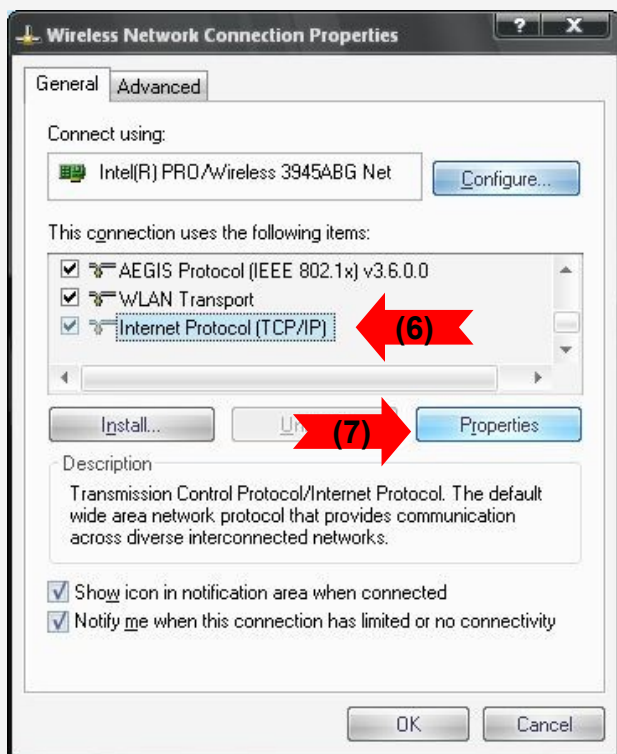 Wireless Network Connection Properties
? X
General Advanced
Connect using:
Intel(R) PRO/Wireless 3945ABG Net Configure...
This connection uses the following items:
AEGIS Protocol (IEEE 802.1x) v3.6.0.0
WLAN Transport
Internet Protocol (TCP/IP) (6)
Install... (7) Properties
Description
Transmission Control Protocol/Internet Protocol. The default
wide area network protocol that provides communication
across diverse interconnected networks.
Show icon in notification area when connected
Notify me when this connection has limited or no connectivity
OK Cancel